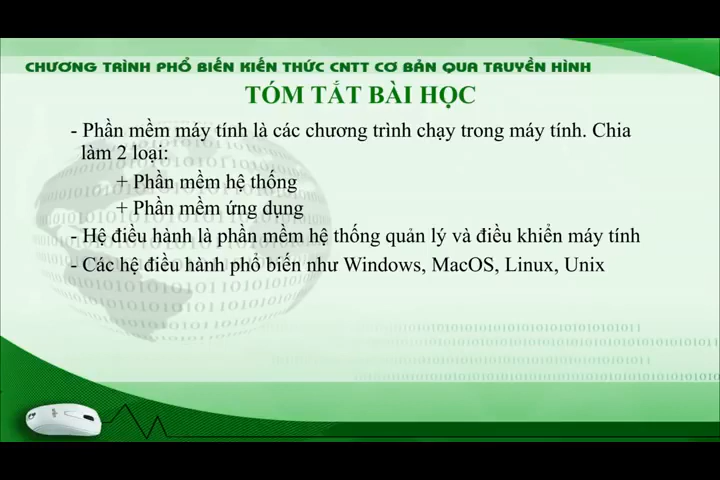 CHƯƠNG TRÌNH PHỔ BIẾN KIẾN THỨC CNTT CƠ BẢN QUA TRUYỀN HÌNH
TÓM TẮT BÀI HỌC
- Phần mềm máy tính là các chương trình chạy trong máy tính. Chia
làm 2 loại:
+ Phần mềm hệ thống
+ Phần mềm ứng dụng
- Hệ điều hành là phần mềm hệ thống quản lý và điều khiển máy tính
- Các hệ điều hành phổ biến như Windows, MacOS, Linux, Unix